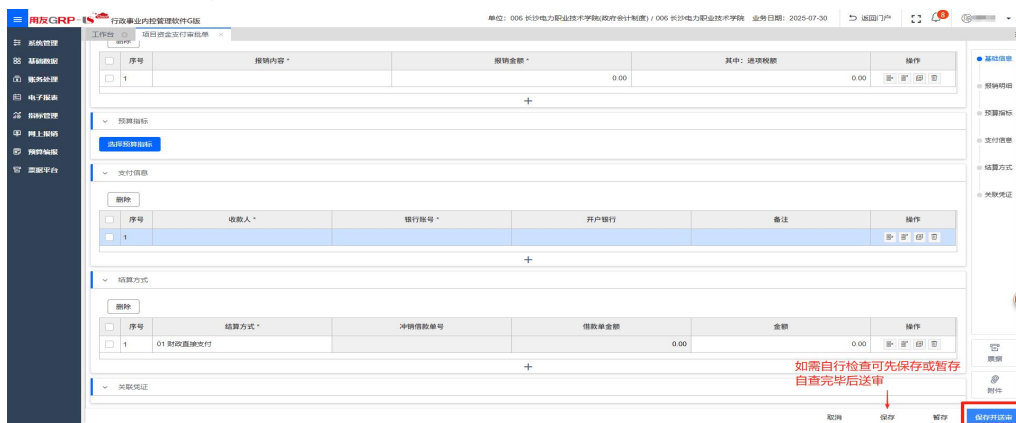 用友GRP-U8 行政事业内控管理软件G版 单位：006 长沙电力职业技术学院(政府会计制度) / 006 长沙电力职业技术学院 业务日期：2025-07-30 返回门户 8
工作台 项目资金支付审批单
系统管理
基础数据
账务处理
电子报表
指标管理
网上报销
预算编报
票据平台
删除
序号 报销内容 * 报销金额 * 其中：进项税额 操作
1 0.00 0.00
+
预算指标
选择预算指标
支付信息
删除
序号 收款人 * 银行账号 * 开户银行 备注 操作
1
+
结算方式
删除
序号 结算方式 * 冲销借款单号 借款单金额 金额 操作
1 01 财政直接支付 0.00 0.00
+
关联凭证
如需自行检查可先保存或暂存
自查完毕后送审
取消 保存 暂存 保存并送审
基础信息
报销明细
预算指标
支付信息
结算方式
关联凭证
票据
附件